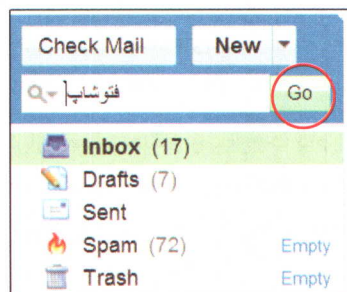 Check Mail New
فتوشاپ Go
Inbox (17)
Drafts (7)
Sent
Spam (72) Empty
Trash Empty